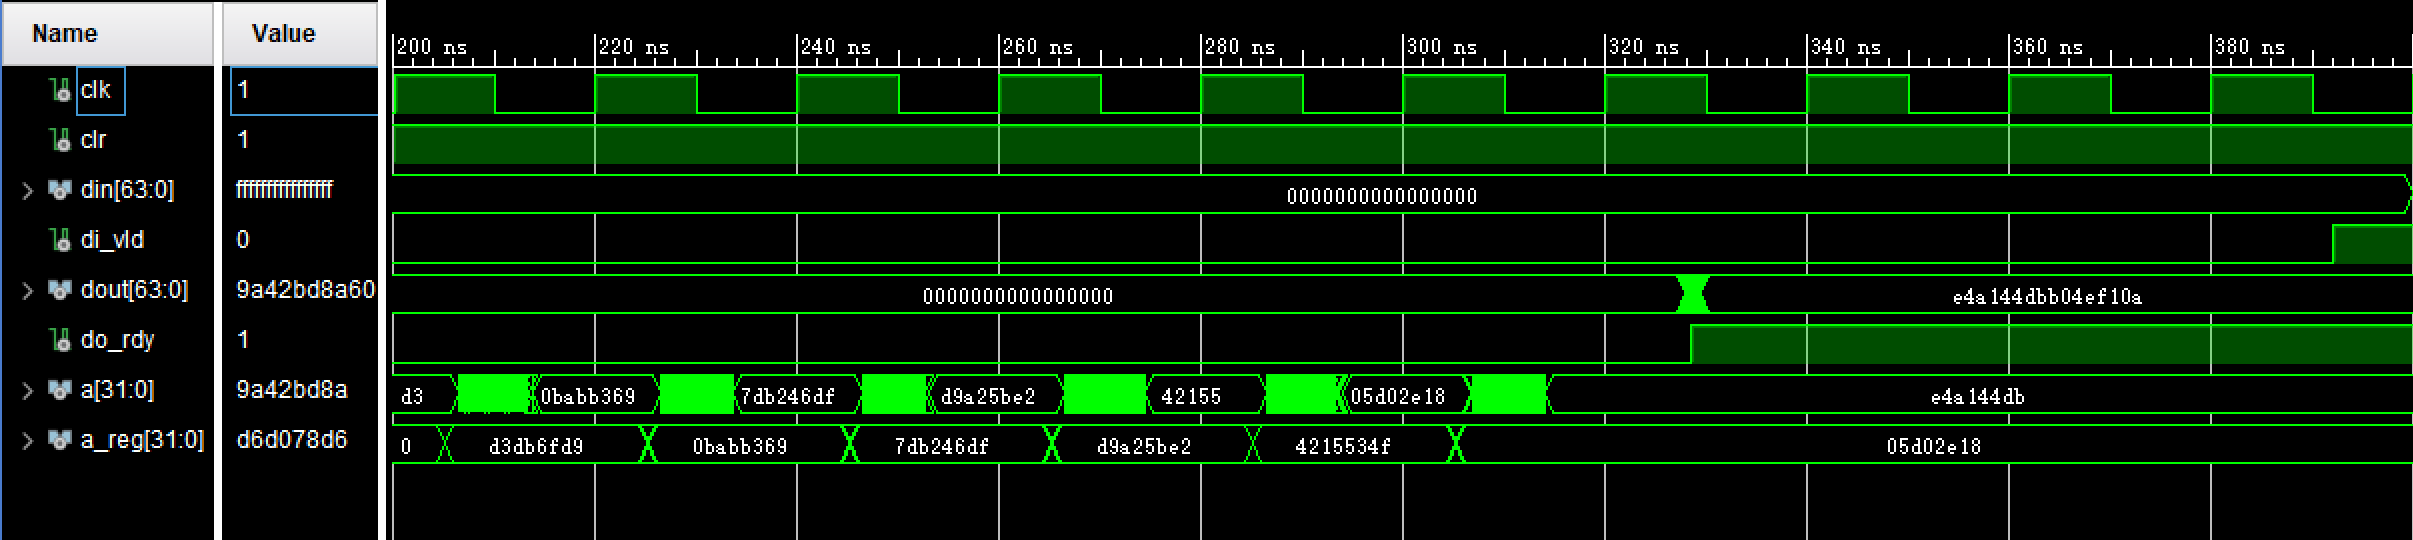 Name Value 200 ns 220 ns 240 ns 260 ns 280 ns 300 ns 320 ns 340 ns 360 ns 380 ns
clk 1
clr 1
din[63:0] ffffffffffffffff 0000000000000000
di_vld 0
dout[63:0] 9a42bd8a60 0000000000000000 e4a144dbb04ef10a
do_rdy 1
a[31:0] 9a42bd8a d3 0babb369 7db246df d9a25be2 42155 05d02e18 e4a144db
a_reg[31:0] d6d078d6 0 d3db6fd9 0babb369 7db246df d9a25be2 4215534f 05d02e18